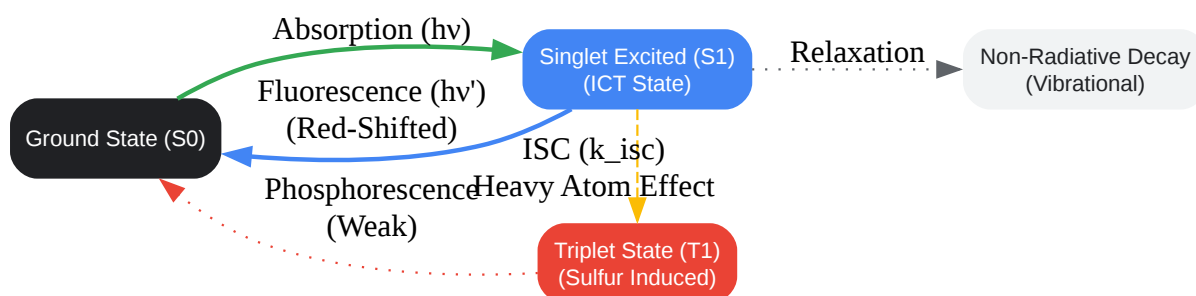 Absorption (hν)
Singlet Excited (S1)
(ICT State)
Relaxation
Non-Radiative Decay
(Vibrational)
Ground State (S0)
Fluorescence (hν')
(Red-Shifted)
ISC (k_isc)
Heavy Atom Effect
Phosphorescence
(Weak)
Triplet State (T1)
(Sulfur Induced)